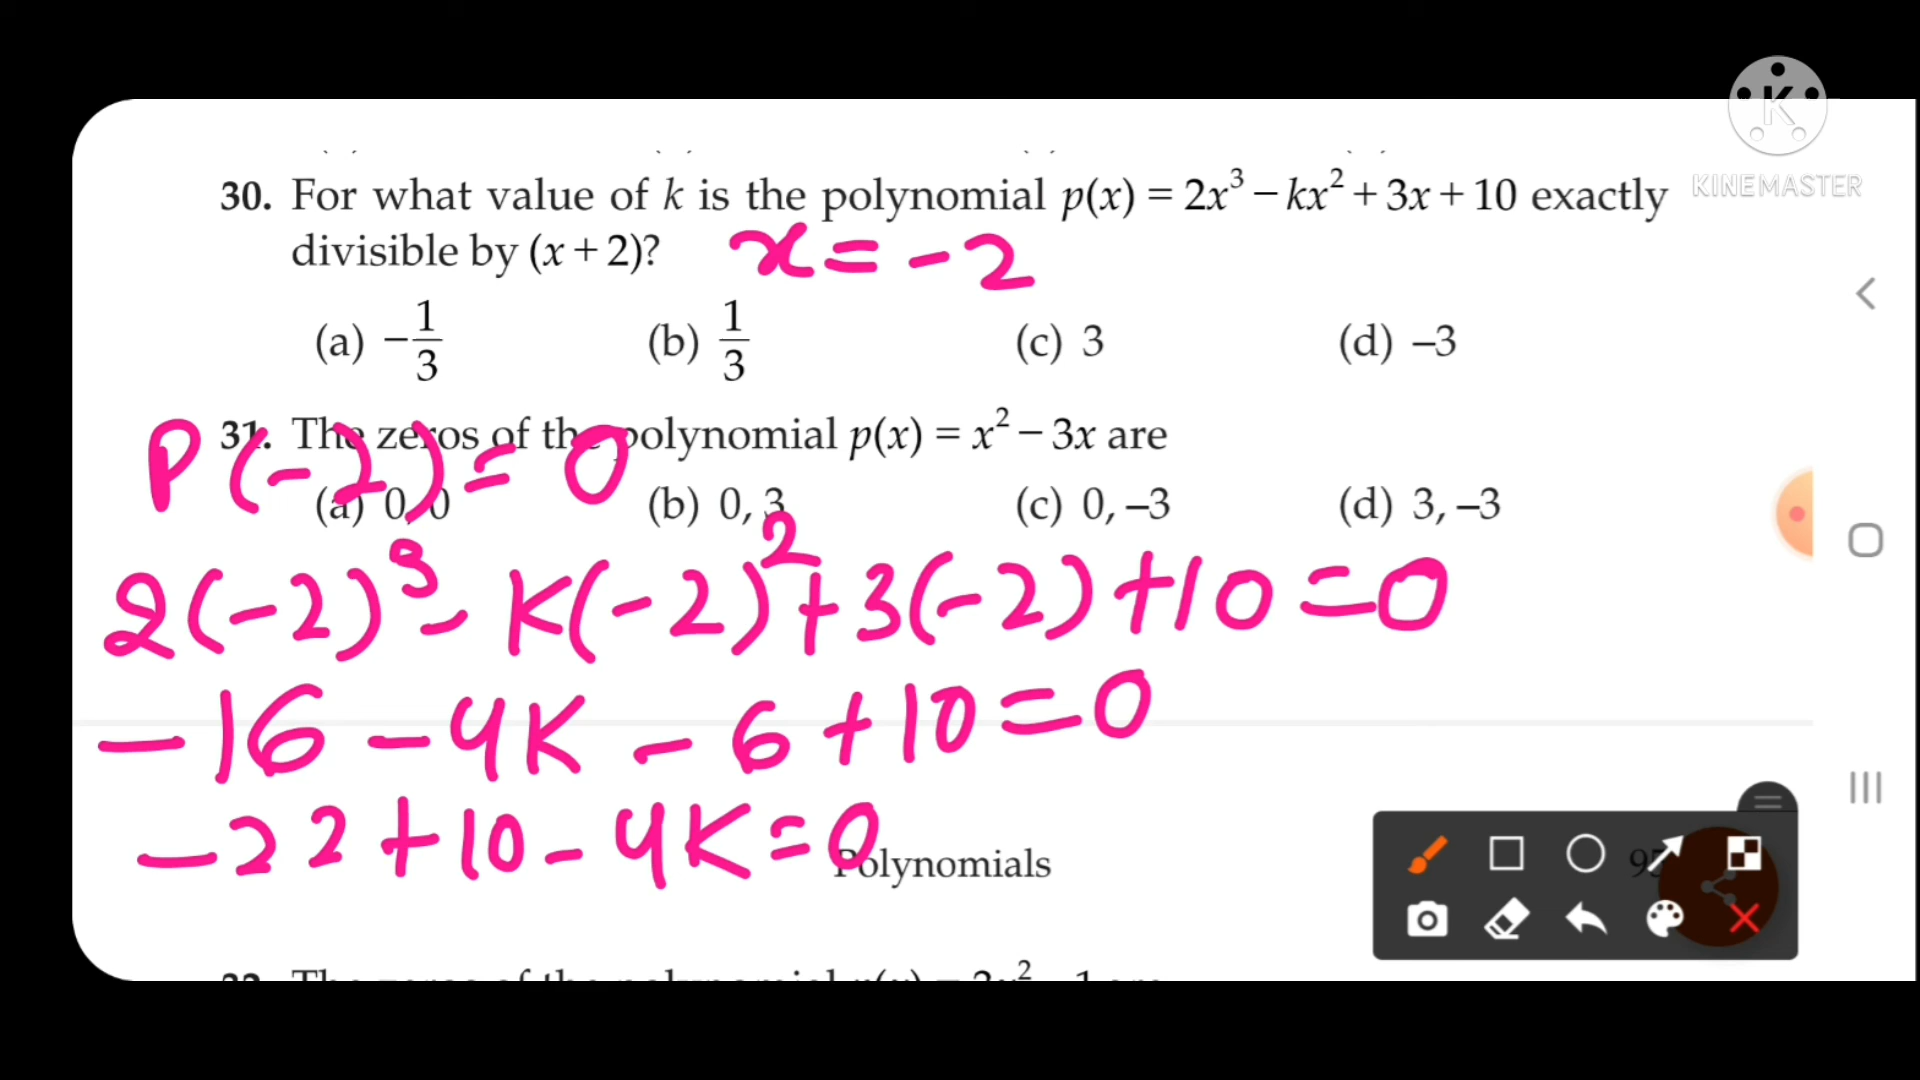 KINEMASTER
30. For what value of k is the polynomial p(x) = 2x³ − kx² + 3x + 10 exactly
divisible by (x + 2)?
x = -2
(a) −1/3 (b) 1/3 (c) 3 (d) –3
31. The zeros of the polynomial p(x) = x² − 3x are
P(-2) = 0
(a) 0, 0 (b) 0, 3 (c) 0, –3 (d) 3, –3
2(-2)³ - K(-2)² + 3(-2) + 10 = 0
-16 - 4K - 6 + 10 = 0
-22 + 10 - 4K = 0
Polynomials